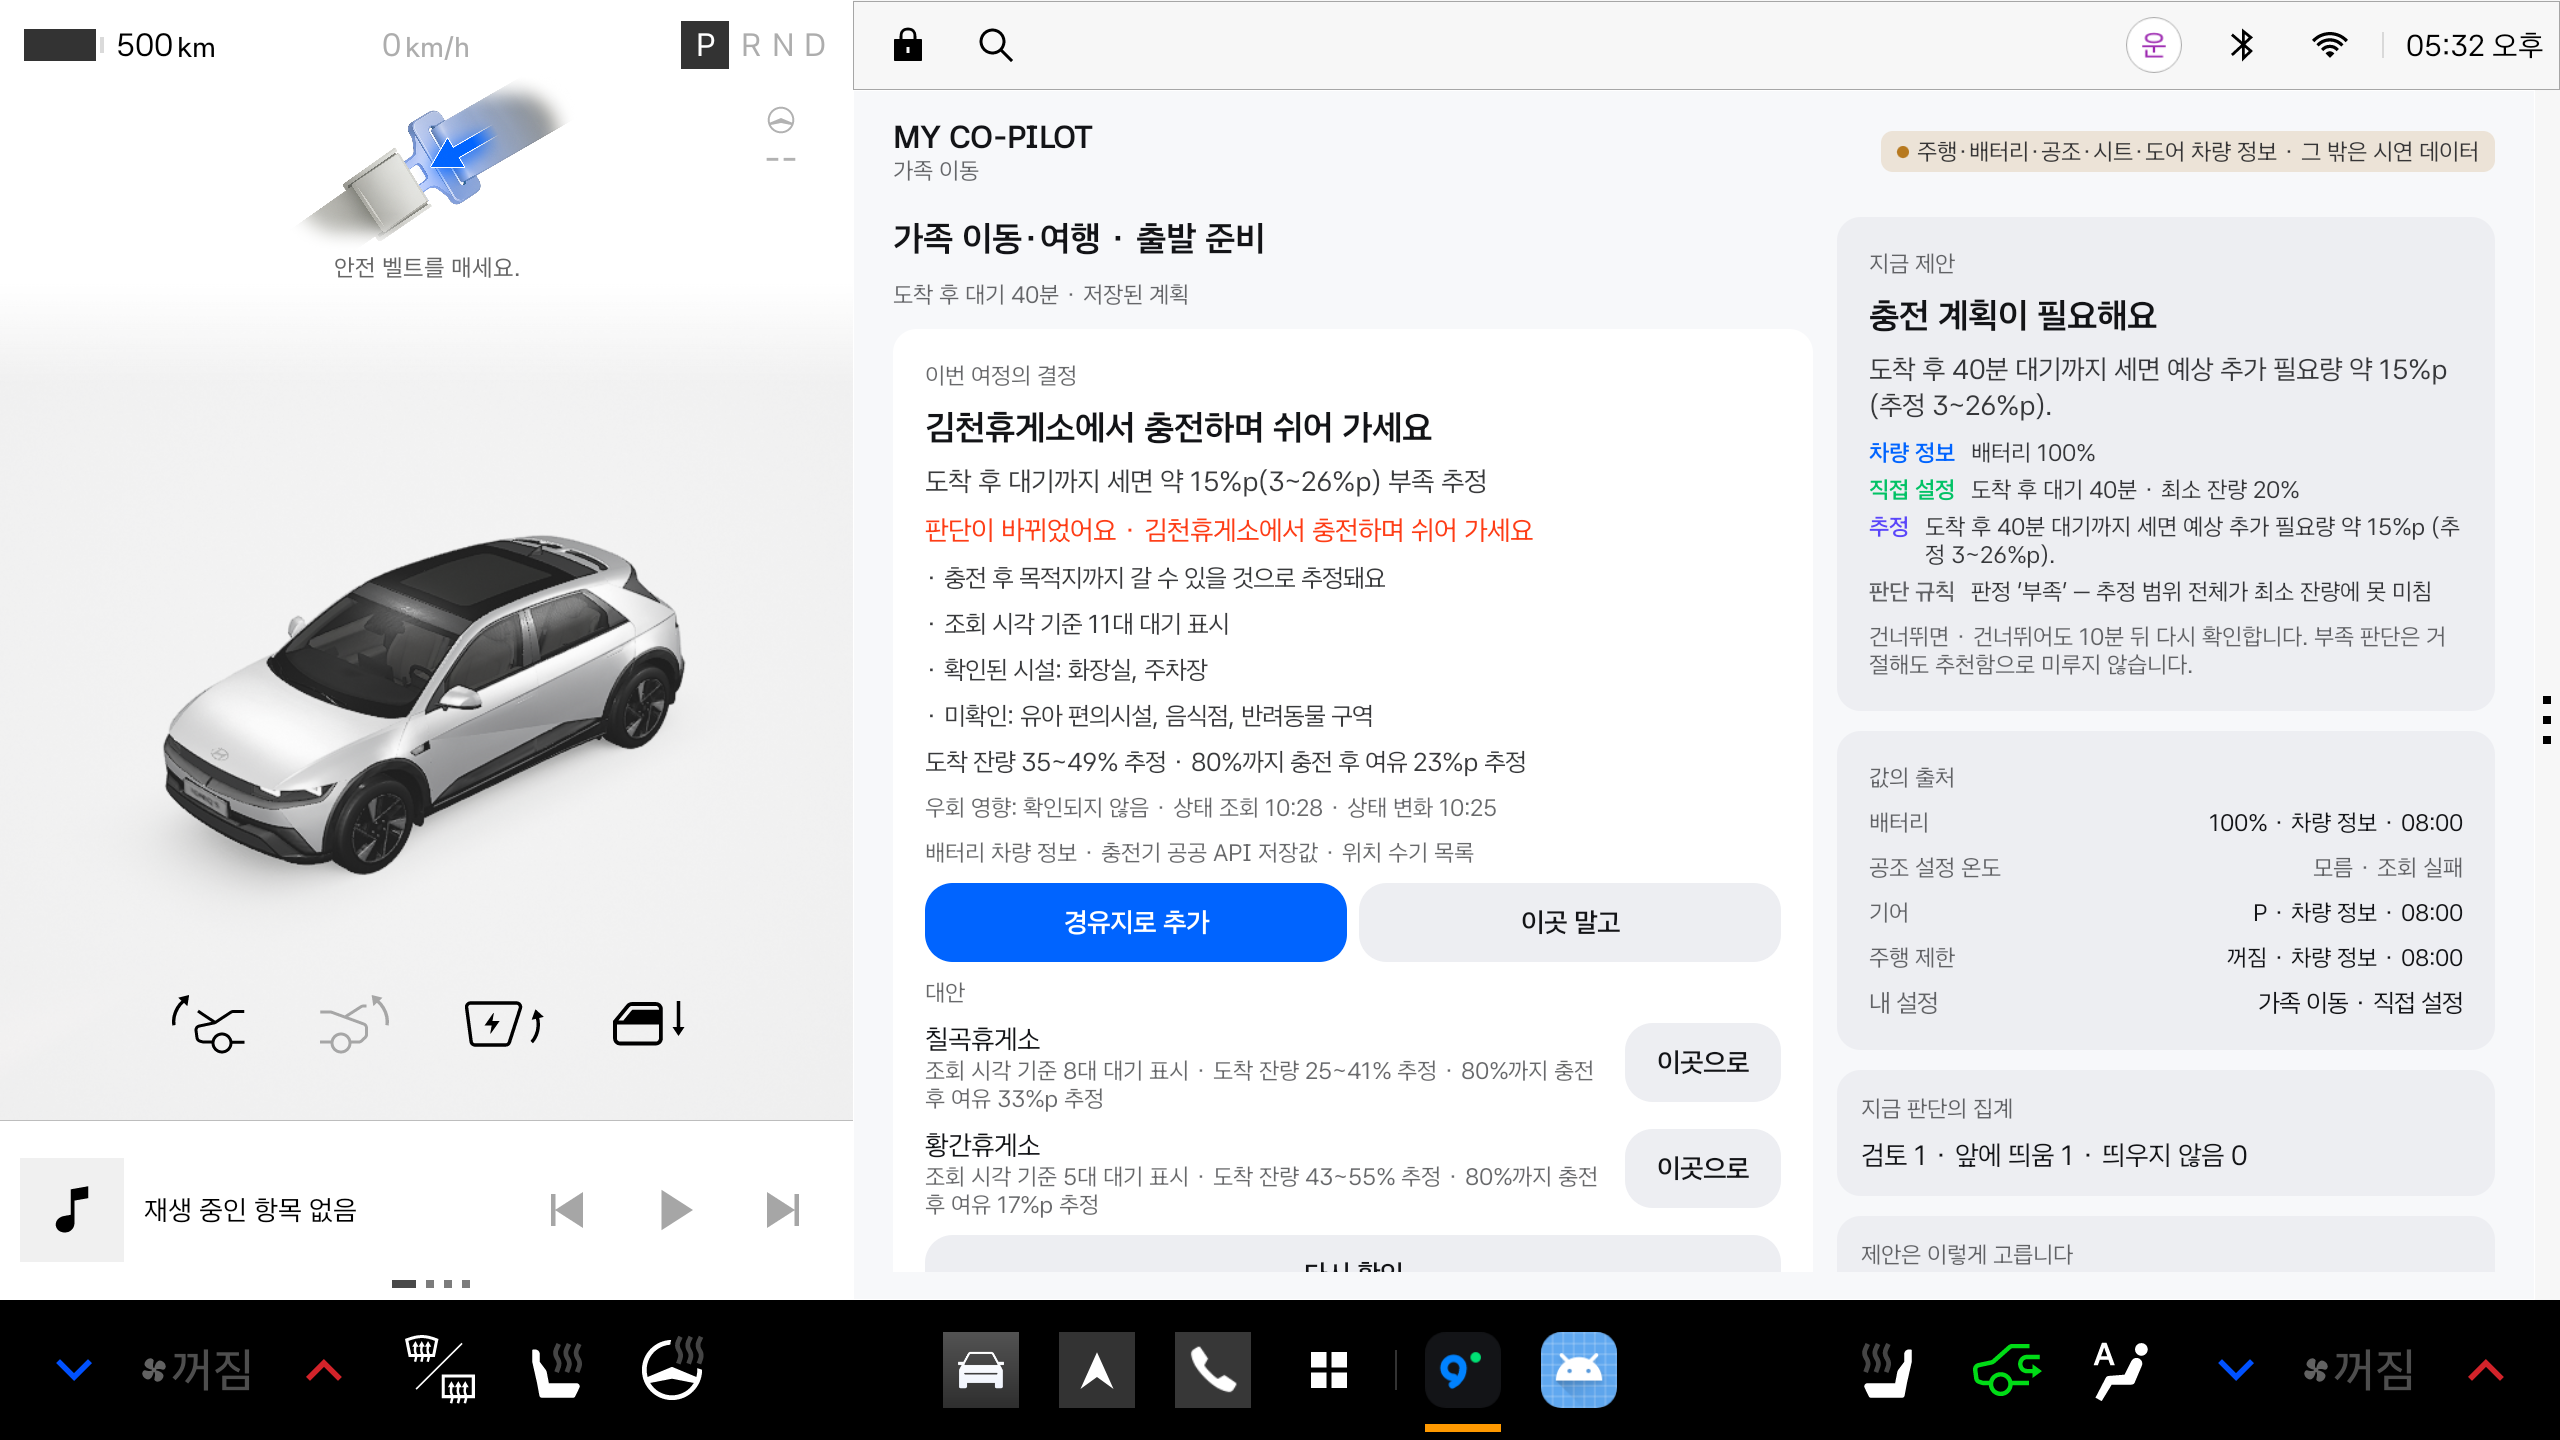 500 km
0 km/h
P R N D
안전 벨트를 매세요.
재생 중인 항목 없음
운
05:32 오후
MY CO-PILOT
가족 이동
주행·배터리·공조·시트·도어 차량 정보 · 그 밖은 시연 데이터
가족 이동·여행 · 출발 준비
도착 후 대기 40분 · 저장된 계획
이번 여정의 결정
김천휴게소에서 충전하며 쉬어 가세요
도착 후 대기까지 세면 약 15%p(3~26%p) 부족 추정
판단이 바뀌었어요 · 김천휴게소에서 충전하며 쉬어 가세요
· 충전 후 목적지까지 갈 수 있을 것으로 추정돼요
· 조회 시각 기준 11대 대기 표시
· 확인된 시설: 화장실, 주차장
· 미확인: 유아 편의시설, 음식점, 반려동물 구역
도착 잔량 35~49% 추정 · 80%까지 충전 후 여유 23%p 추정
우회 영향: 확인되지 않음 · 상태 조회 10:28 · 상태 변화 10:25
배터리 차량 정보 · 충전기 공공 API 저장값 · 위치 수기 목록
경유지로 추가
이곳 말고
대안
칠곡휴게소
조회 시각 기준 8대 대기 표시 · 도착 잔량 25~41% 추정 · 80%까지 충전
후 여유 33%p 추정
이곳으로
황간휴게소
조회 시각 기준 5대 대기 표시 · 도착 잔량 43~55% 추정 · 80%까지 충전
후 여유 17%p 추정
이곳으로
다시 확인
지금 제안
충전 계획이 필요해요
도착 후 40분 대기까지 세면 예상 추가 필요량 약 15%p
(추정 3~26%p).
차량 정보 배터리 100%
직접 설정 도착 후 대기 40분 · 최소 잔량 20%
추정 도착 후 40분 대기까지 세면 예상 추가 필요량 약 15%p (추
정 3~26%p).
판단 규칙 판정 '부족' — 추정 범위 전체가 최소 잔량에 못 미침
건너뛰면 · 건너뛰어도 10분 뒤 다시 확인합니다. 부족 판단은 거
절해도 추천함으로 미루지 않습니다.
값의 출처
배터리 100% · 차량 정보 · 08:00
공조 설정 온도 모름 · 조회 실패
기어 P · 차량 정보 · 08:00
주행 제한 꺼짐 · 차량 정보 · 08:00
내 설정 가족 이동 · 직접 설정
지금 판단의 집계
검토 1 · 앞에 띄움 1 · 띄우지 않음 0
제안은 이렇게 고릅니다
꺼짐
A
꺼짐